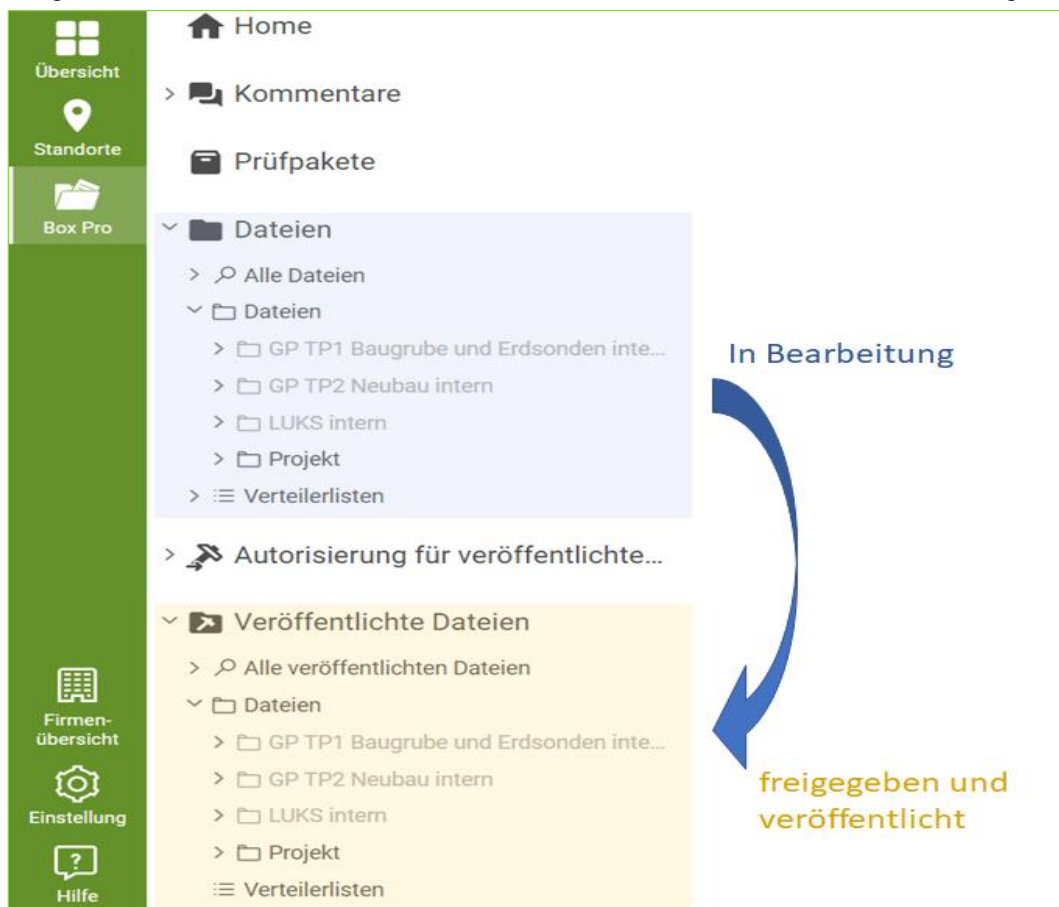 Übersicht
Standorte
Box Pro
Firmen-
übersicht
Einstellung
?
Hilfe
Home
Kommentare
Prüfpakete
Dateien
Alle Dateien
Dateien
GP TP1 Baugrube und Erdsonden inte...
GP TP2 Neubau intern
LUKS intern
Projekt
Verteilerlisten
Autorisierung für veröffentlichte...
Veröffentlichte Dateien
Alle veröffentlichten Dateien
Dateien
GP TP1 Baugrube und Erdsonden inte...
GP TP2 Neubau intern
LUKS intern
Projekt
Verteilerlisten
In Bearbeitung
freigegeben und
veröffentlicht